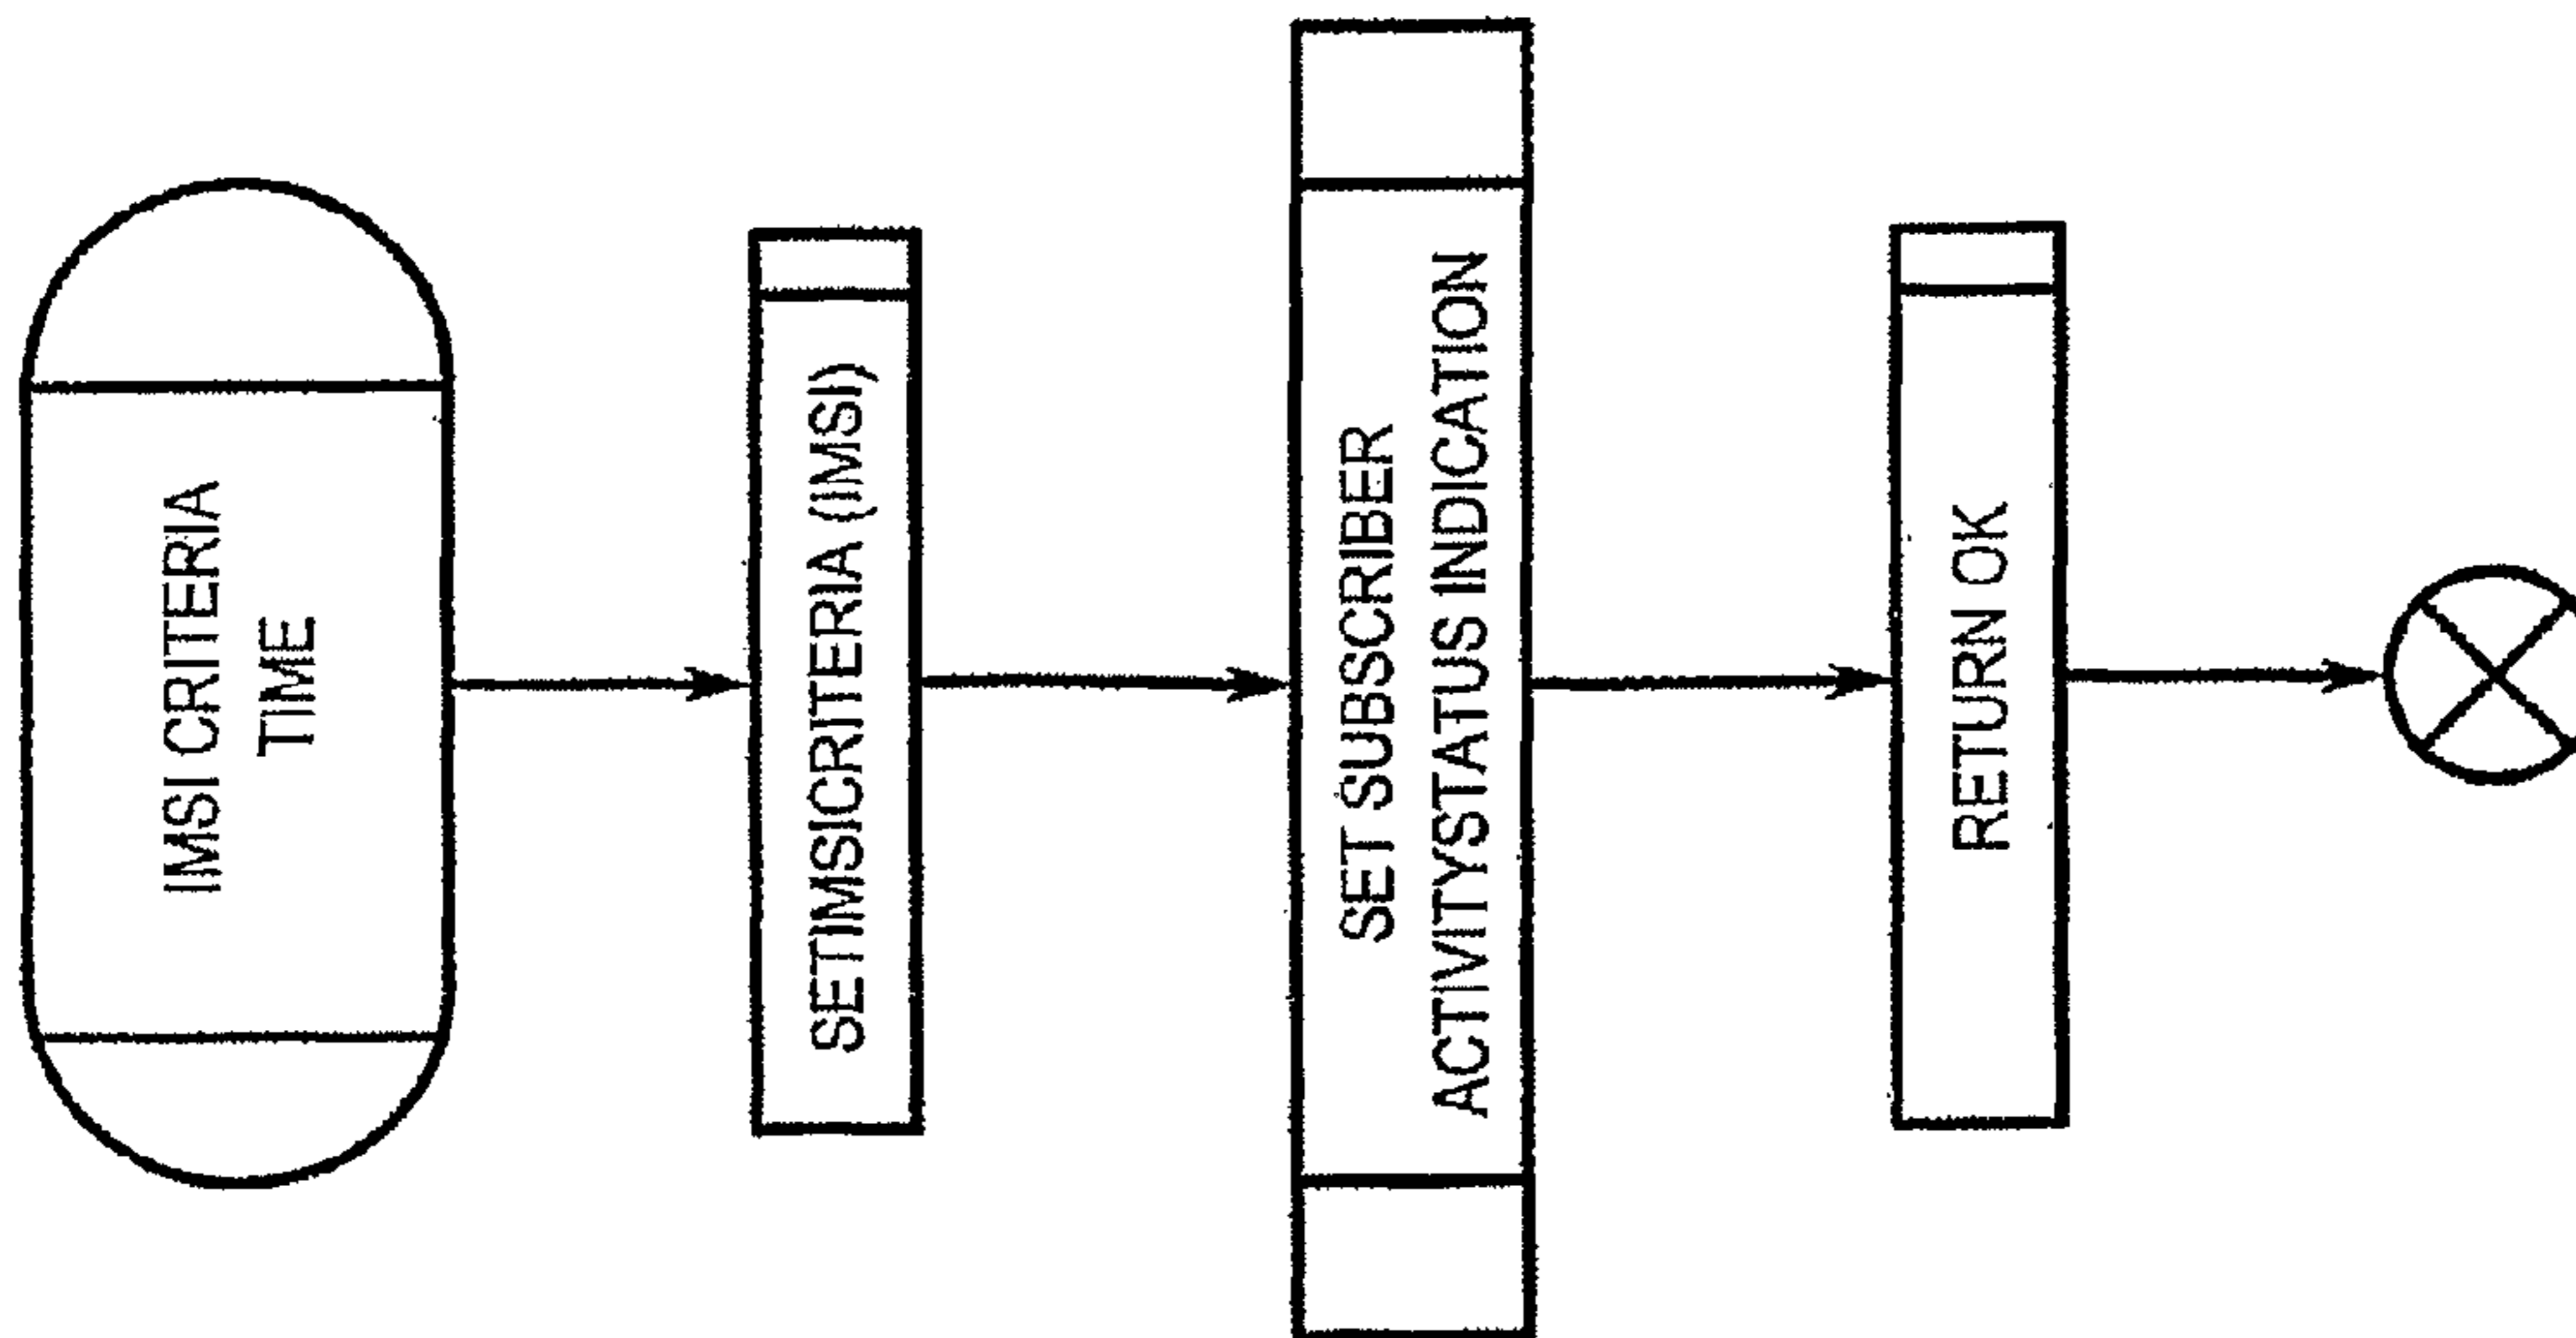 IMSI CRITERIA
TIME
SETIMSICRITERIA (IMSI)
SET SUBSCRIBER
ACTIVITYSTATUS INDICATION
RETURN OK